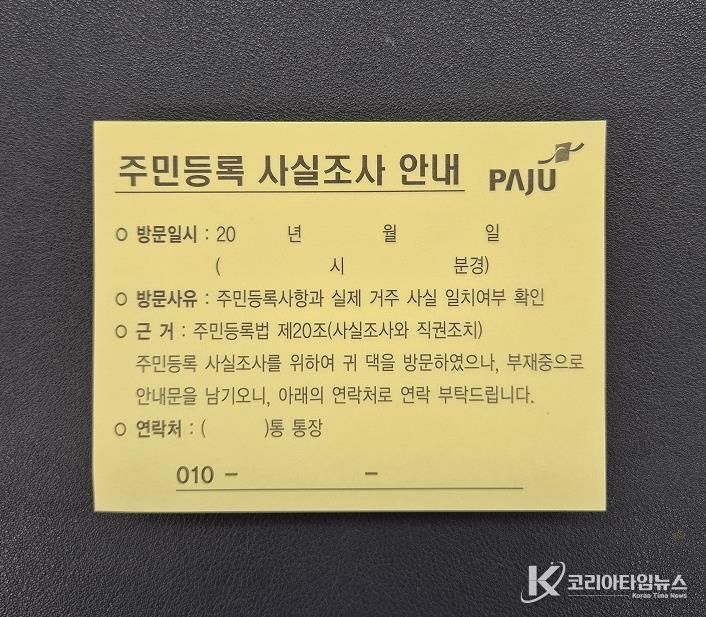 주민등록 사실조사 안내 PAJU
방문일시 : 20 년 월 일
( 시 분경)
방문사유 : 주민등록사항과 실제 거주 사실 일치여부 확인
근 거 : 주민등록법 제20조(사실조사와 직권조치)
주민등록 사실조사를 위하여 귀 댁을 방문하였으나, 부재중으로
안내문을 남기오니, 아래의 연락처로 연락 부탁드립니다.
연락처 : ( )통 통장
010 - -
K 코리아타임뉴스
Korea Time News